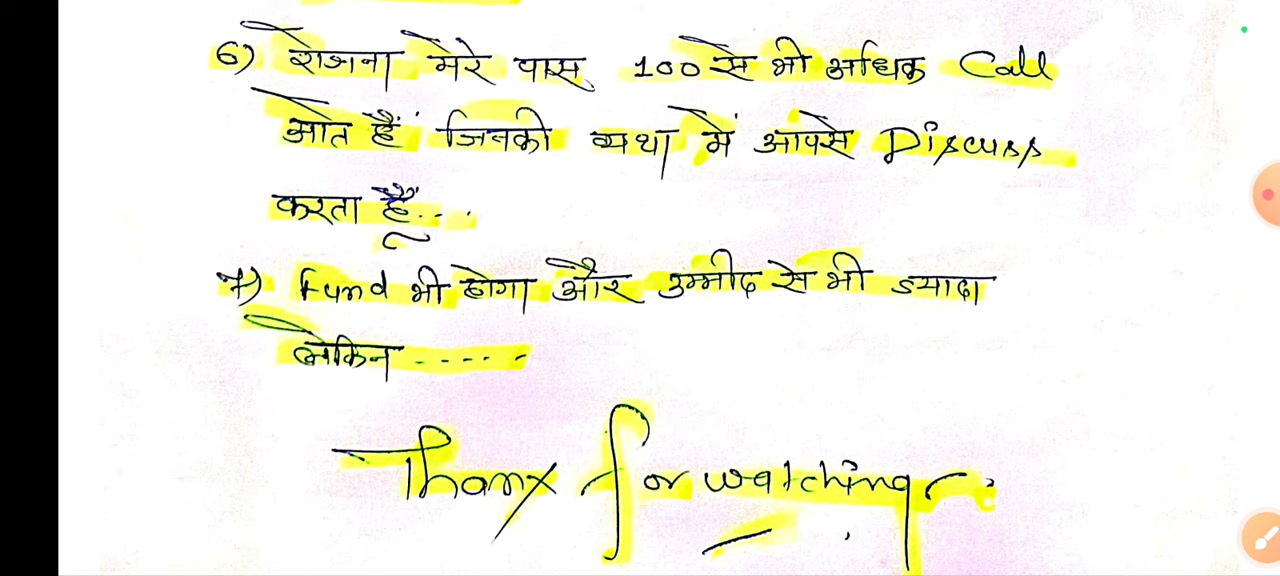 6) रोजाना मेरे पास 100 से भी अधिक Call
आते हैं जिनकी व्यथा में आपसे Discuss
करता हूँ....
7) Fund भी होगा और उम्मीद से भी ज्यादा
लेकिन .....
Thanx for watching